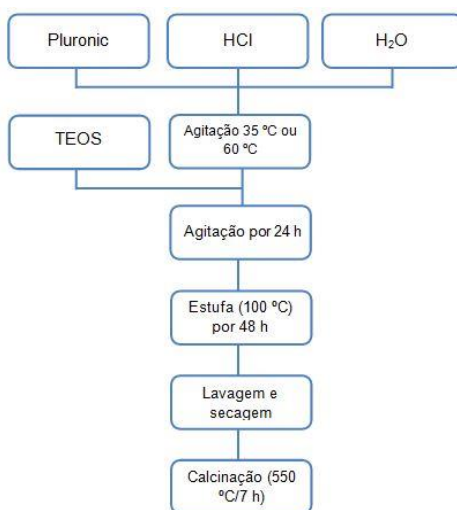 Pluronic
HCl
H₂O
TEOS
Agitação 35 ºC ou
60 ºC
Agitação por 24 h
Estufa (100 ºC)
por 48 h
Lavagem e
secagem
Calcinação (550
ºC/7 h)